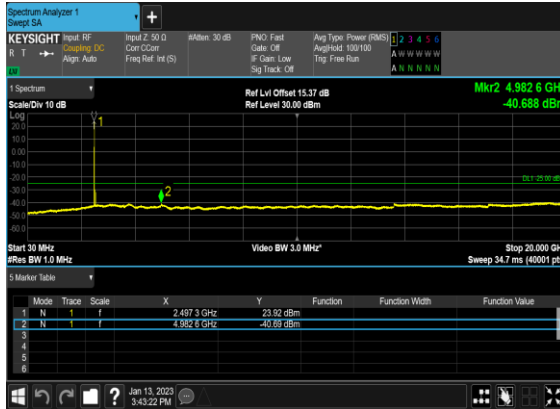 Spectrum Analyzer 1
Swept SA
+
KEYSIGHT Input: RF Input Z: 50 Ω #Atten: 30 dB PNO: Fast Avg Type: Power (RMS) 1 2 3 4 5 6
R T Coupling: DC Corr CCorr Gate: Off Avg|Hold: 100/100 A W W W W W
Align: Auto Freq Ref: Int (S) IF Gain: Low Trig: Free Run
Sig Track: Off A N N N N N
1 Spectrum Ref Lvl Offset 15.37 dB Mkr2 4.982 6 GH
Scale/Div 10 dB Ref Level 30.00 dBm -40.688 dBr
Log
20.0
10.0
0.00
-10.0
-20.0
-30.0
-40.0
-50.0
-60.0
1
2
DL1 -25.00 dB
Start 30 MHz Video BW 3.0 MHz* Stop 20.000 GH
#Res BW 1.0 MHz Sweep 34.7 ms (40001 pt
5 Marker Table
Mode Trace Scale X Y Function Function Width Function Value
1 N 1 f 2.497 3 GHz 23.92 dBm
2 N 1 f 4.982 6 GHz -40.69 dBm
3
4
5
6
? Jan 13, 2023
3:43:22 PM